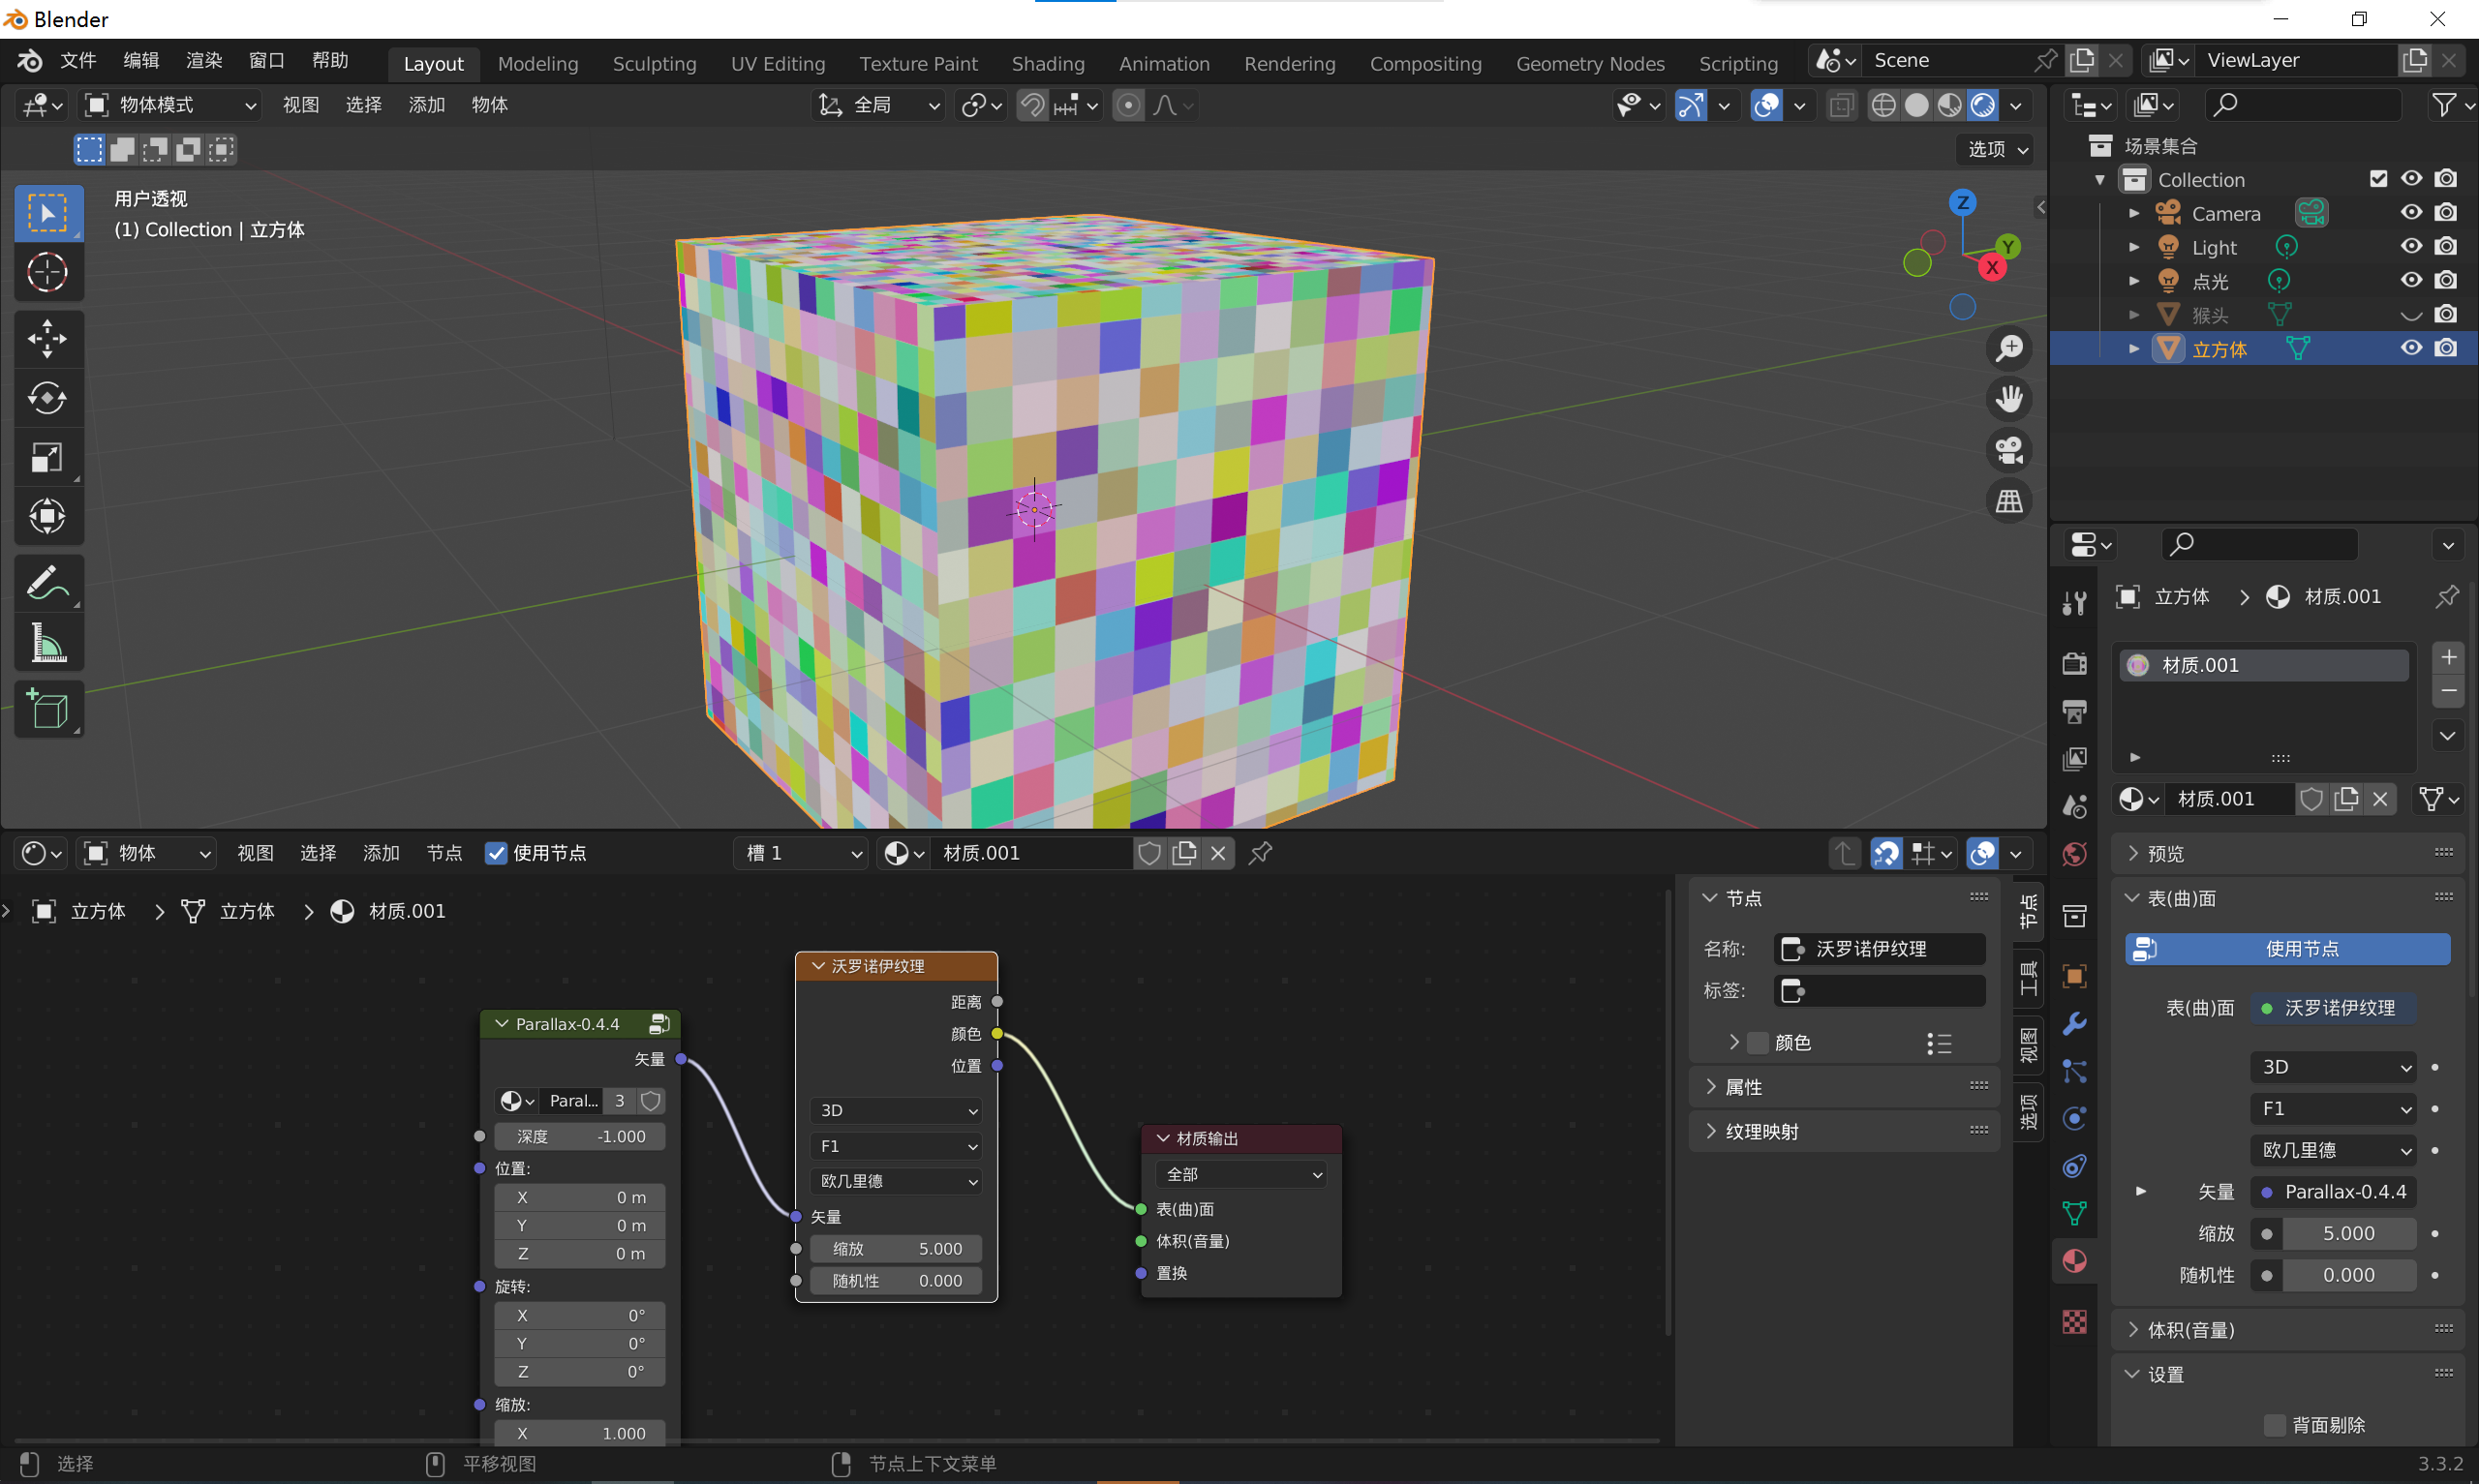 Blender
文件 编辑 渲染 窗口 帮助 Layout Modeling Sculpting UV Editing Texture Paint Shading Animation Rendering Compositing Geometry Nodes Scripting Scene ViewLayer
物体模式 视图 选择 添加 物体 全局
选项
用户透视
(1) Collection | 立方体
Z
Y
X
场景集合
Collection
Camera
Light
点光
猴头
立方体
立方体 材质.001
材质.001
材质.001
预览
表(曲)面
使用节点
表(曲)面 沃罗诺伊纹理
3D
F1
欧几里德
矢量 Parallax-0.4.4
缩放 5.000
随机性 0.000
体积(音量)
设置
背面剔除
物体 视图 选择 添加 节点 使用节点 槽 1 材质.001
立方体 立方体 材质.001
Parallax-0.4.4
矢量
Paral... 3
深度 -1.000
位置:
X 0 m
Y 0 m
Z 0 m
旋转:
X 0°
Y 0°
Z 0°
缩放:
X 1.000
沃罗诺伊纹理
距离
颜色
位置
3D
F1
欧几里德
矢量
缩放 5.000
随机性 0.000
材质输出
全部
表(曲)面
体积(音量)
置换
节点
名称: 沃罗诺伊纹理
标签:
颜色
属性
纹理映射
节点
工具
视图
选项
选择 平移视图 节点上下文菜单 3.3.2